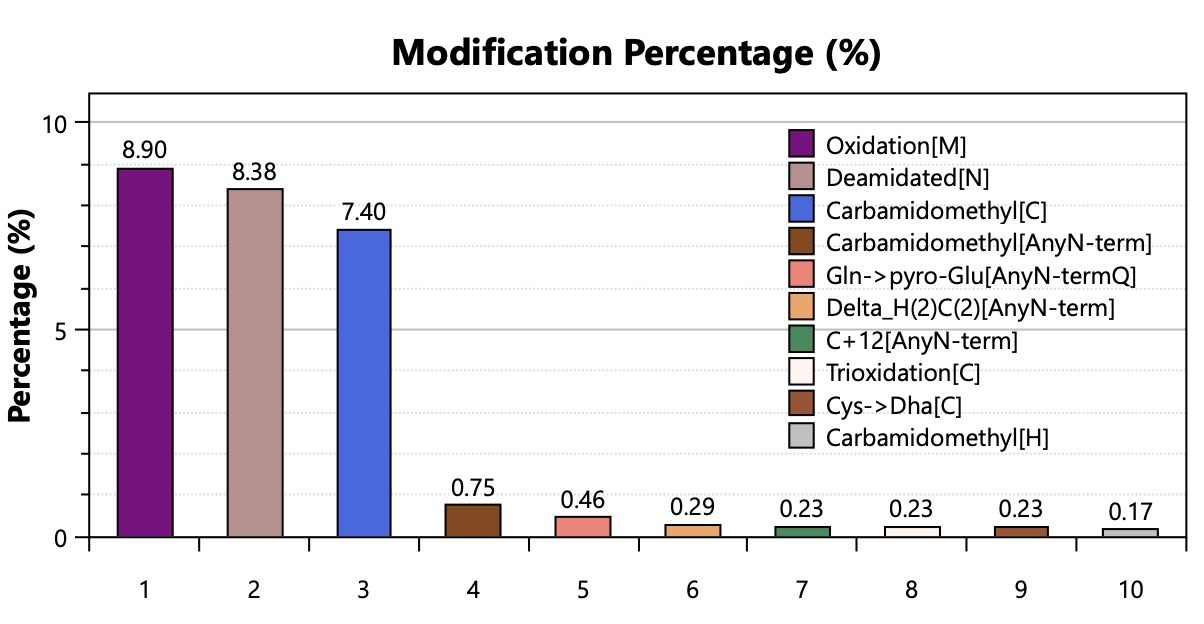 Modification Percentage (%)
Percentage (%)
10
5
0
8.90
8.38
7.40
0.75
0.46
0.29
0.23
0.23
0.23
0.17
Oxidation[M]
Deamidated[N]
Carbamidomethyl[C]
Carbamidomethyl[AnyN-term]
Gln->pyro-Glu[AnyN-termQ]
Delta_H(2)C(2)[AnyN-term]
C+12[AnyN-term]
Trioxidation[C]
Cys->Dha[C]
Carbamidomethyl[H]
1 2 3 4 5 6 7 8 9 10